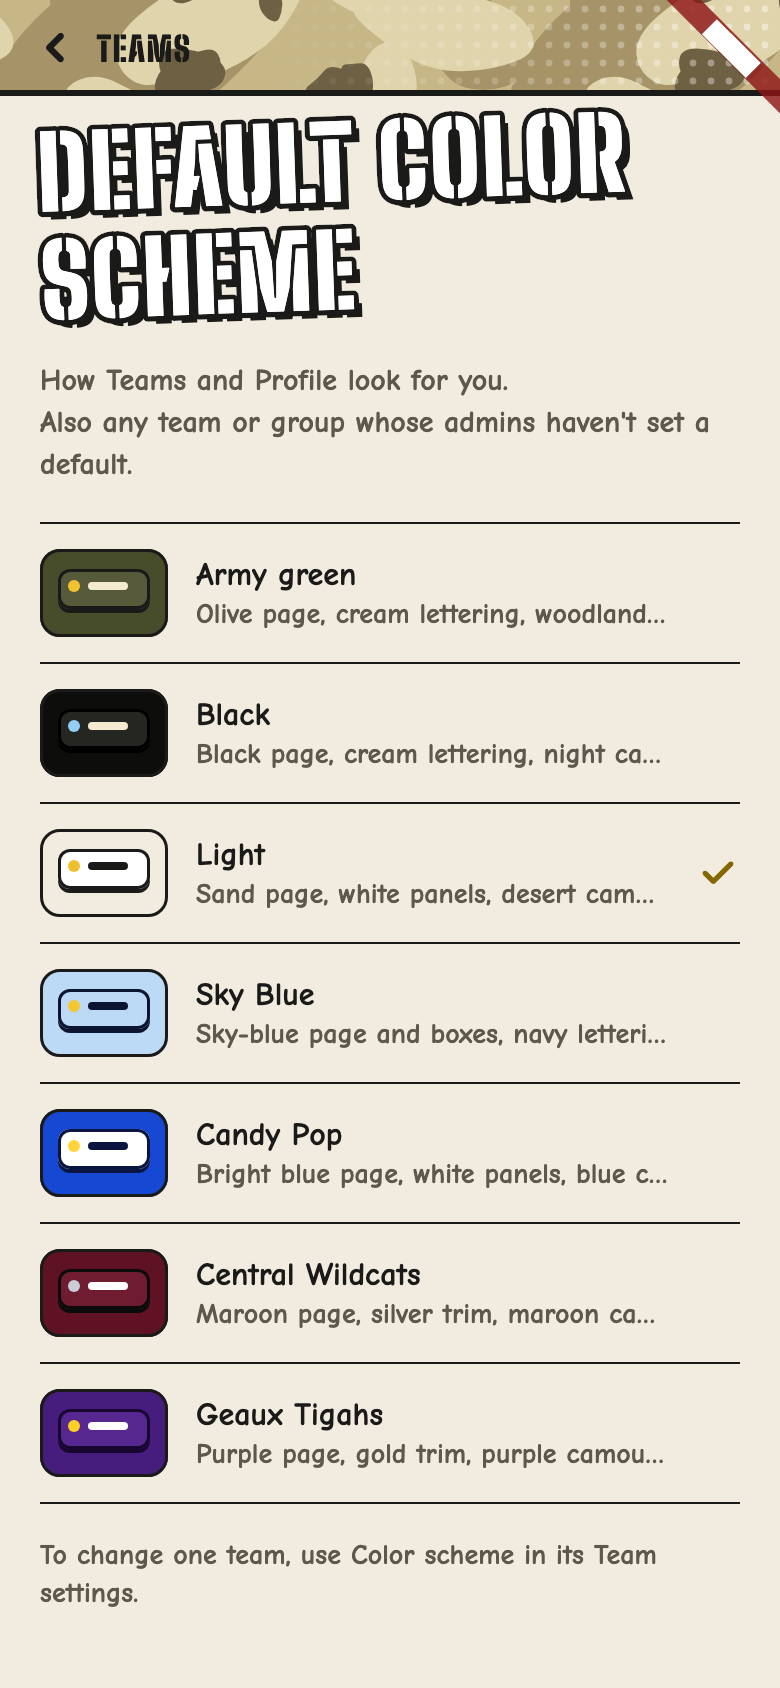 TEAMS
DEFAULT COLOR
SCHEME
How Teams and Profile look for you.
Also any team or group whose admins haven't set a
default.
Army green
Olive page, cream lettering, woodland...
Black
Black page, cream lettering, night ca...
Light
Sand page, white panels, desert cam...
Sky Blue
Sky-blue page and boxes, navy letteri...
Candy Pop
Bright blue page, white panels, blue c...
Central Wildcats
Maroon page, silver trim, maroon ca...
Geaux Tigahs
Purple page, gold trim, purple camou...
To change one team, use Color scheme in its Team
settings.